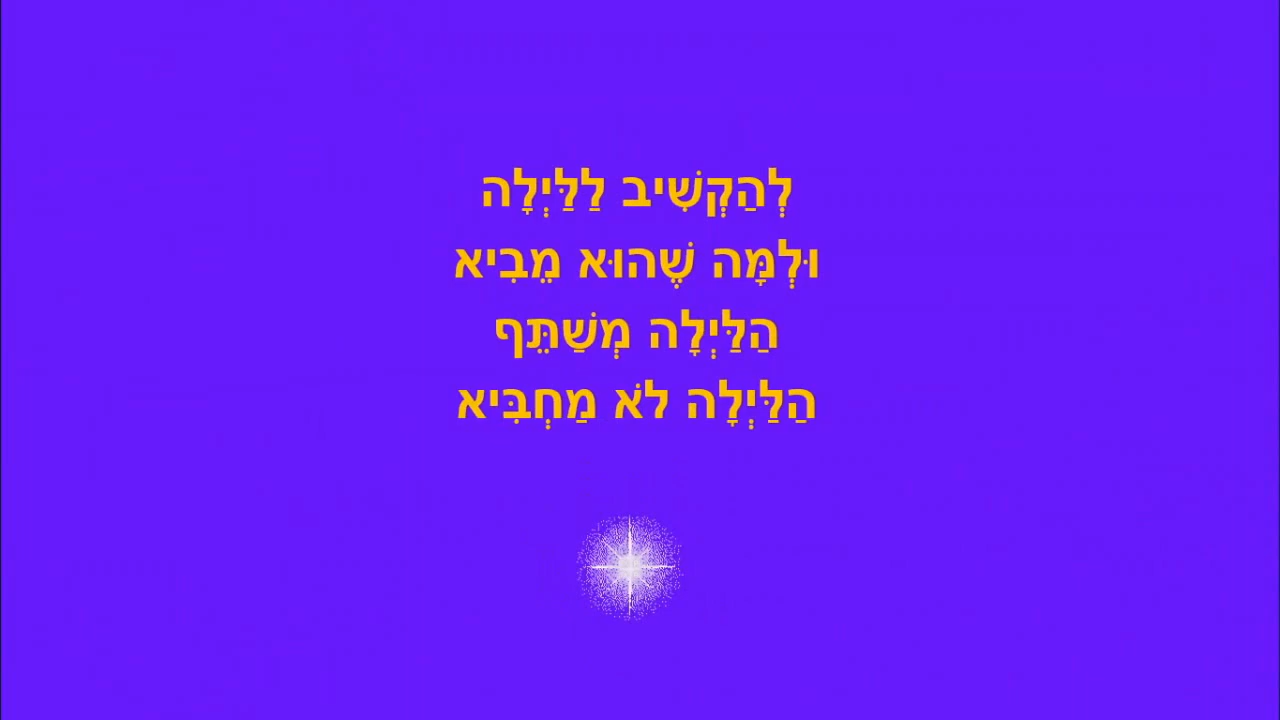 לְהַקְשִׁיב לַלַּיְלָה
וּלְמָּה שֶׁהוּא מֵבִיא
הַלַּיְלָה מְשַׁתֵּף
הַלַּיְלָה לֹא מַחְבִּיא